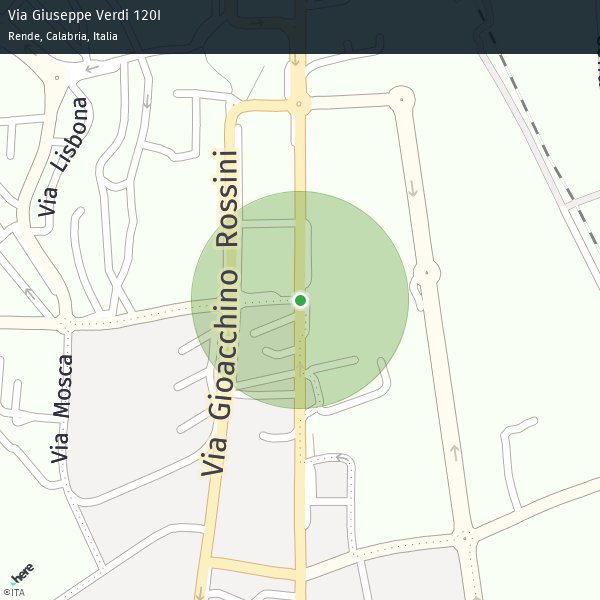 Via Giuseppe Verdi 120I
Rende, Calabria, Italia
Via Lisbona
Via Gioacchino Rossini
Via Mosca
here
©ITA